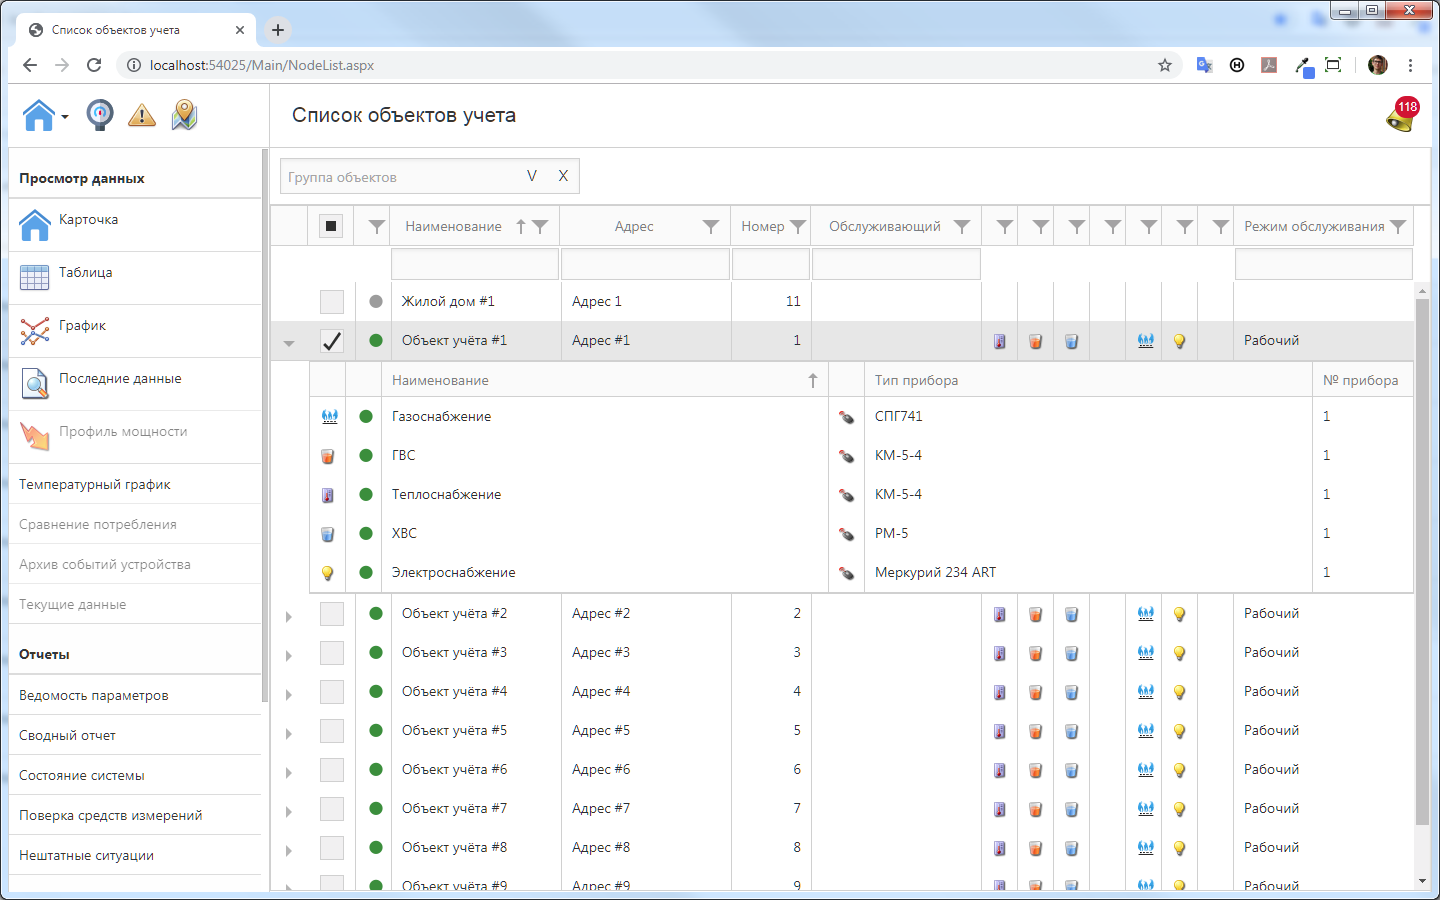 Список объектов учета
localhost:54025/Main/NodeList.aspx
Список объектов учета
118
Просмотр данных
Карточка
Таблица
График
Последние данные
Профиль мощности
Температурный график
Сравнение потребления
Архив событий устройства
Текущие данные
Отчеты
Ведомость параметров
Сводный отчет
Состояние системы
Поверка средств измерений
Нештатные ситуации
Группа объектов V X
Наименование Адрес Номер Обслуживающий Режим обслуживания
Жилой дом #1 Адрес 1 11
Объект учёта #1 Адрес #1 1 Рабочий
Наименование Тип прибора № прибора
Газоснабжение СПГ741 1
ГВС КМ-5-4 1
Теплоснабжение КМ-5-4 1
ХВС РМ-5 1
Электроснабжение Меркурий 234 ART 1
Объект учёта #2 Адрес #2 2 Рабочий
Объект учёта #3 Адрес #3 3 Рабочий
Объект учёта #4 Адрес #4 4 Рабочий
Объект учёта #5 Адрес #5 5 Рабочий
Объект учёта #6 Адрес #6 6 Рабочий
Объект учёта #7 Адрес #7 7 Рабочий
Объект учёта #8 Адрес #8 8 Рабочий
Объект учёта #9 Адрес #9 9 Рабочий